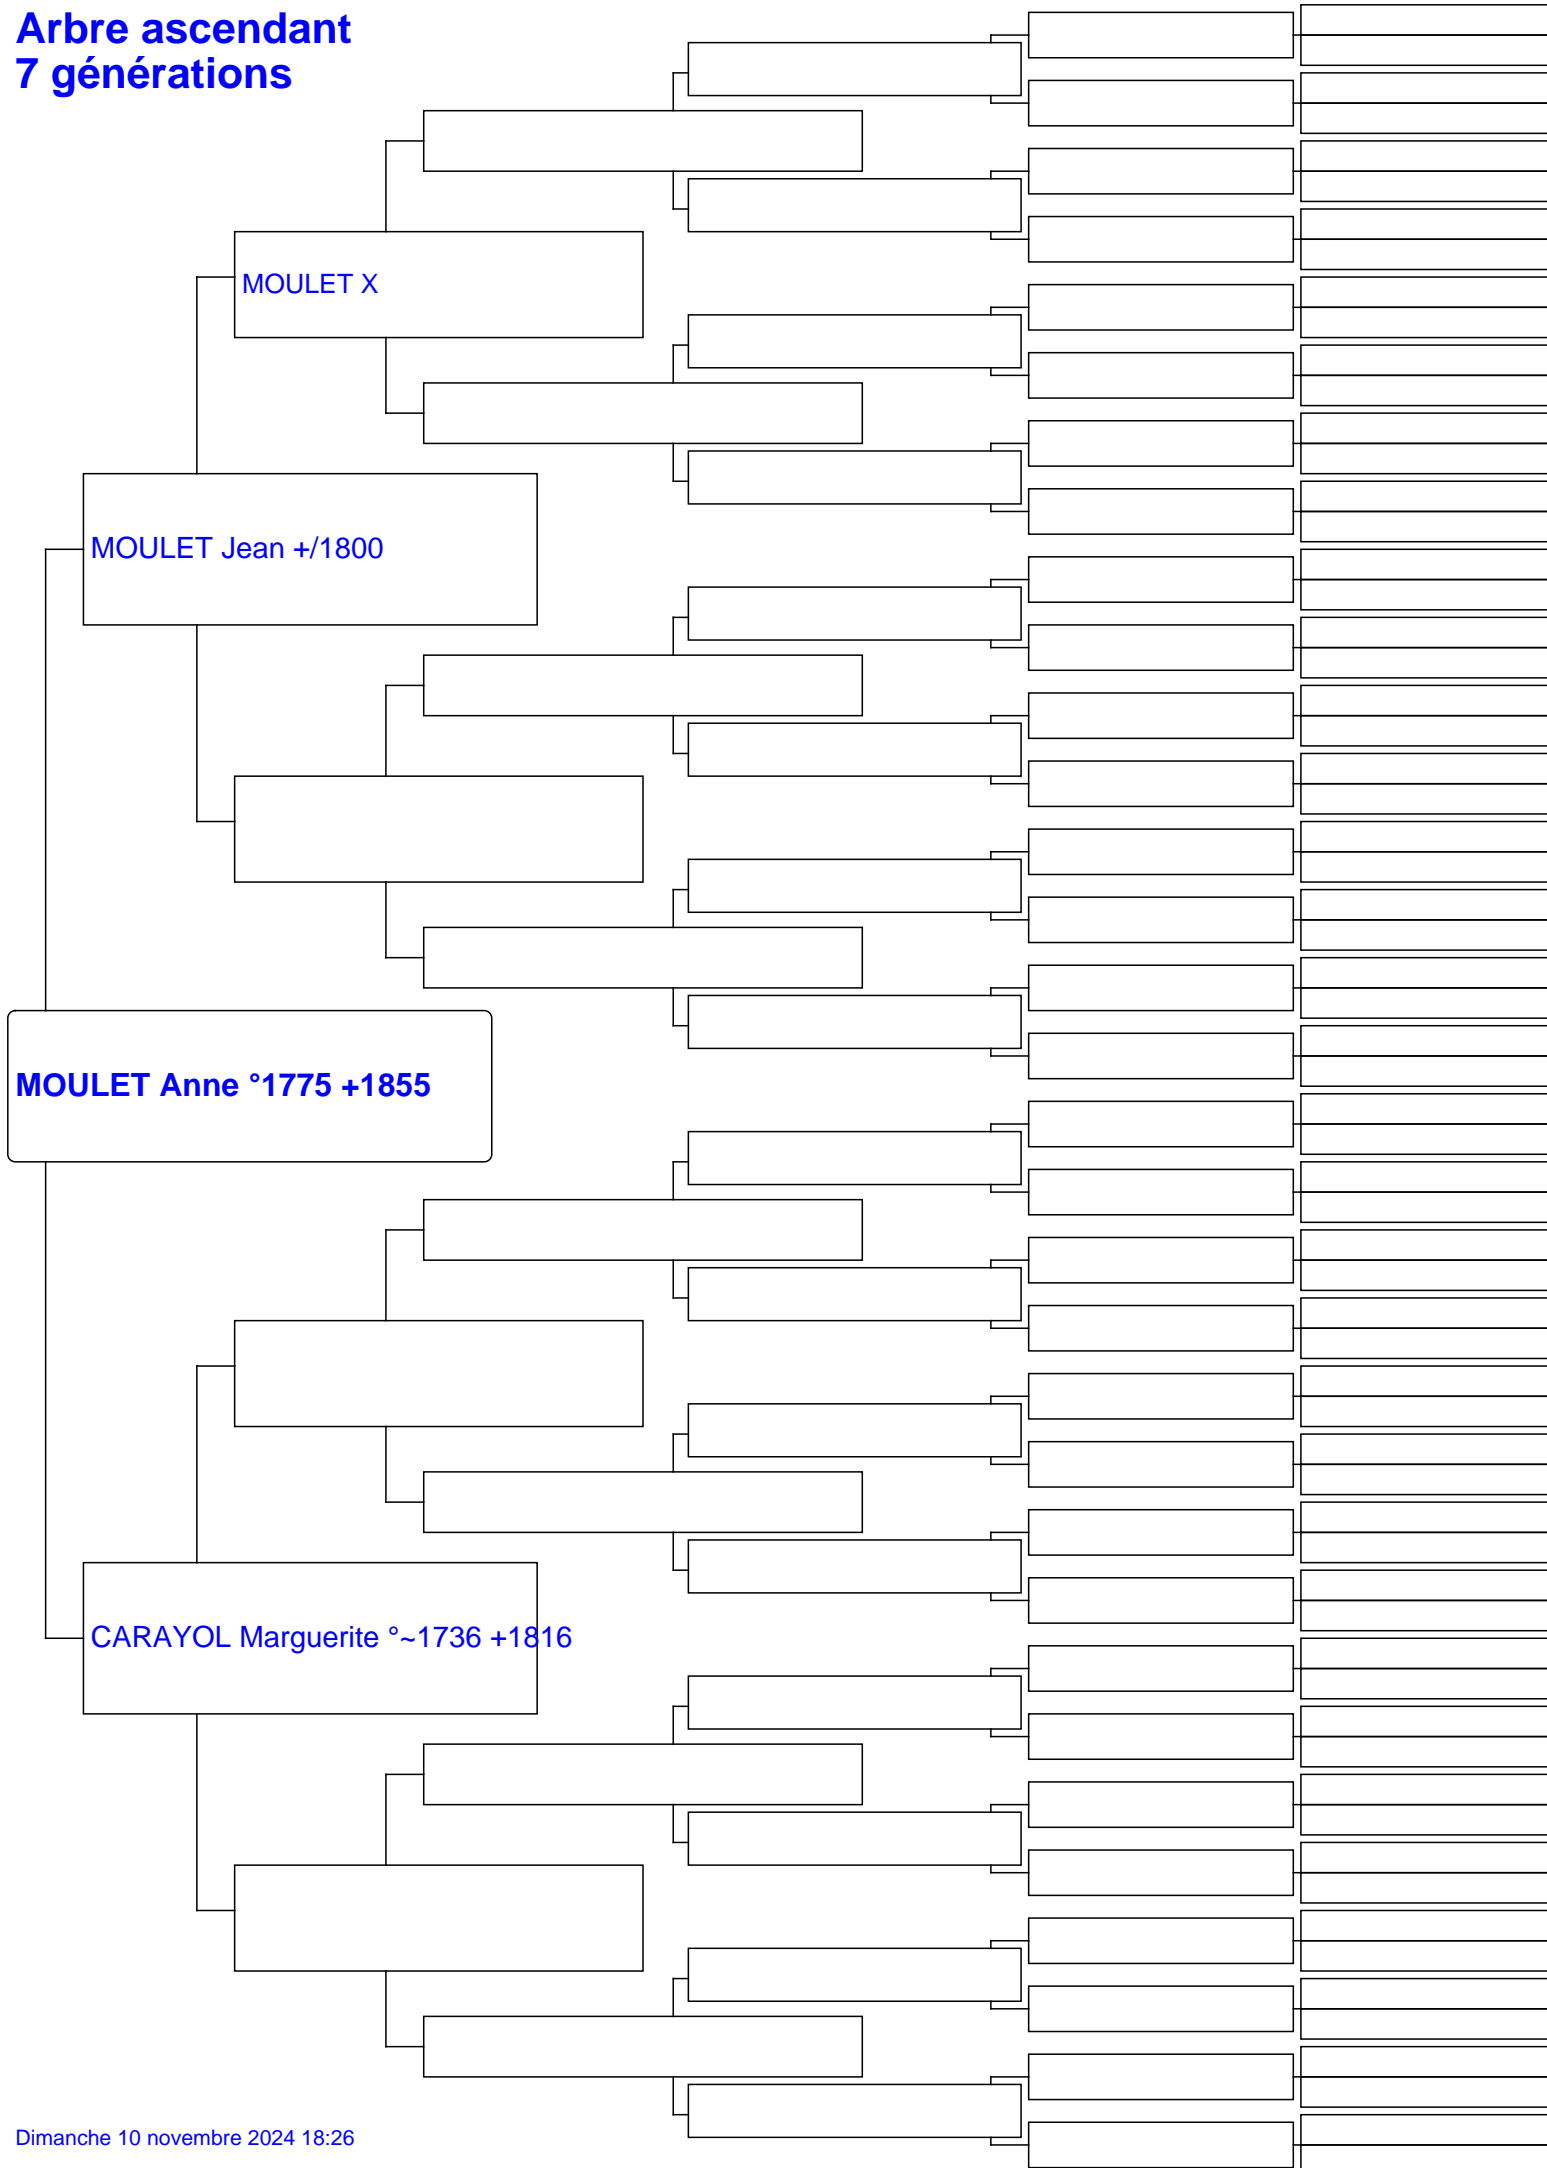 Arbre ascendant
7 générations
MOULET X
MOULET Jean +/1800
MOULET Anne °1775 +1855
CARAYOL Marguerite °~1736 +1816
Dimanche 10 novembre 2024 18:26